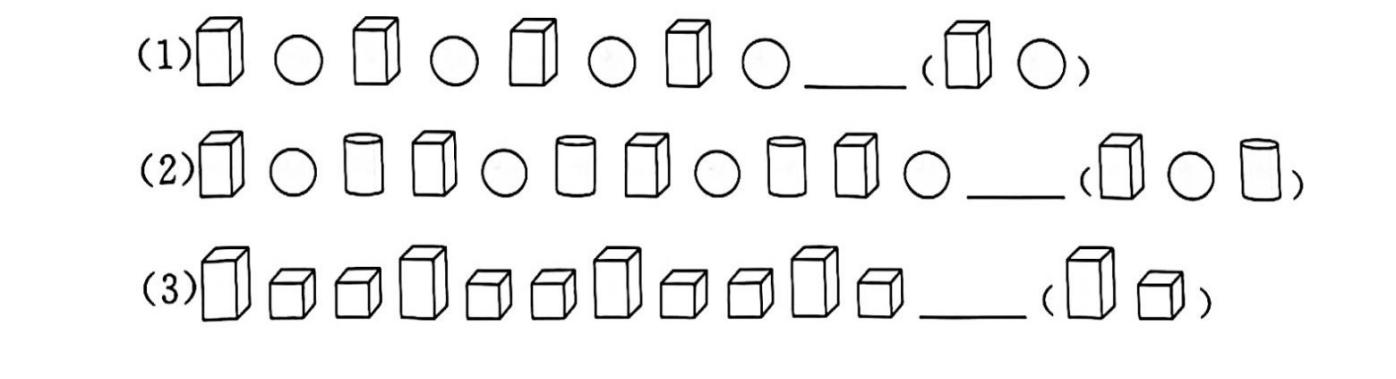 (1) ( )
(2) ( )
(3) ( )